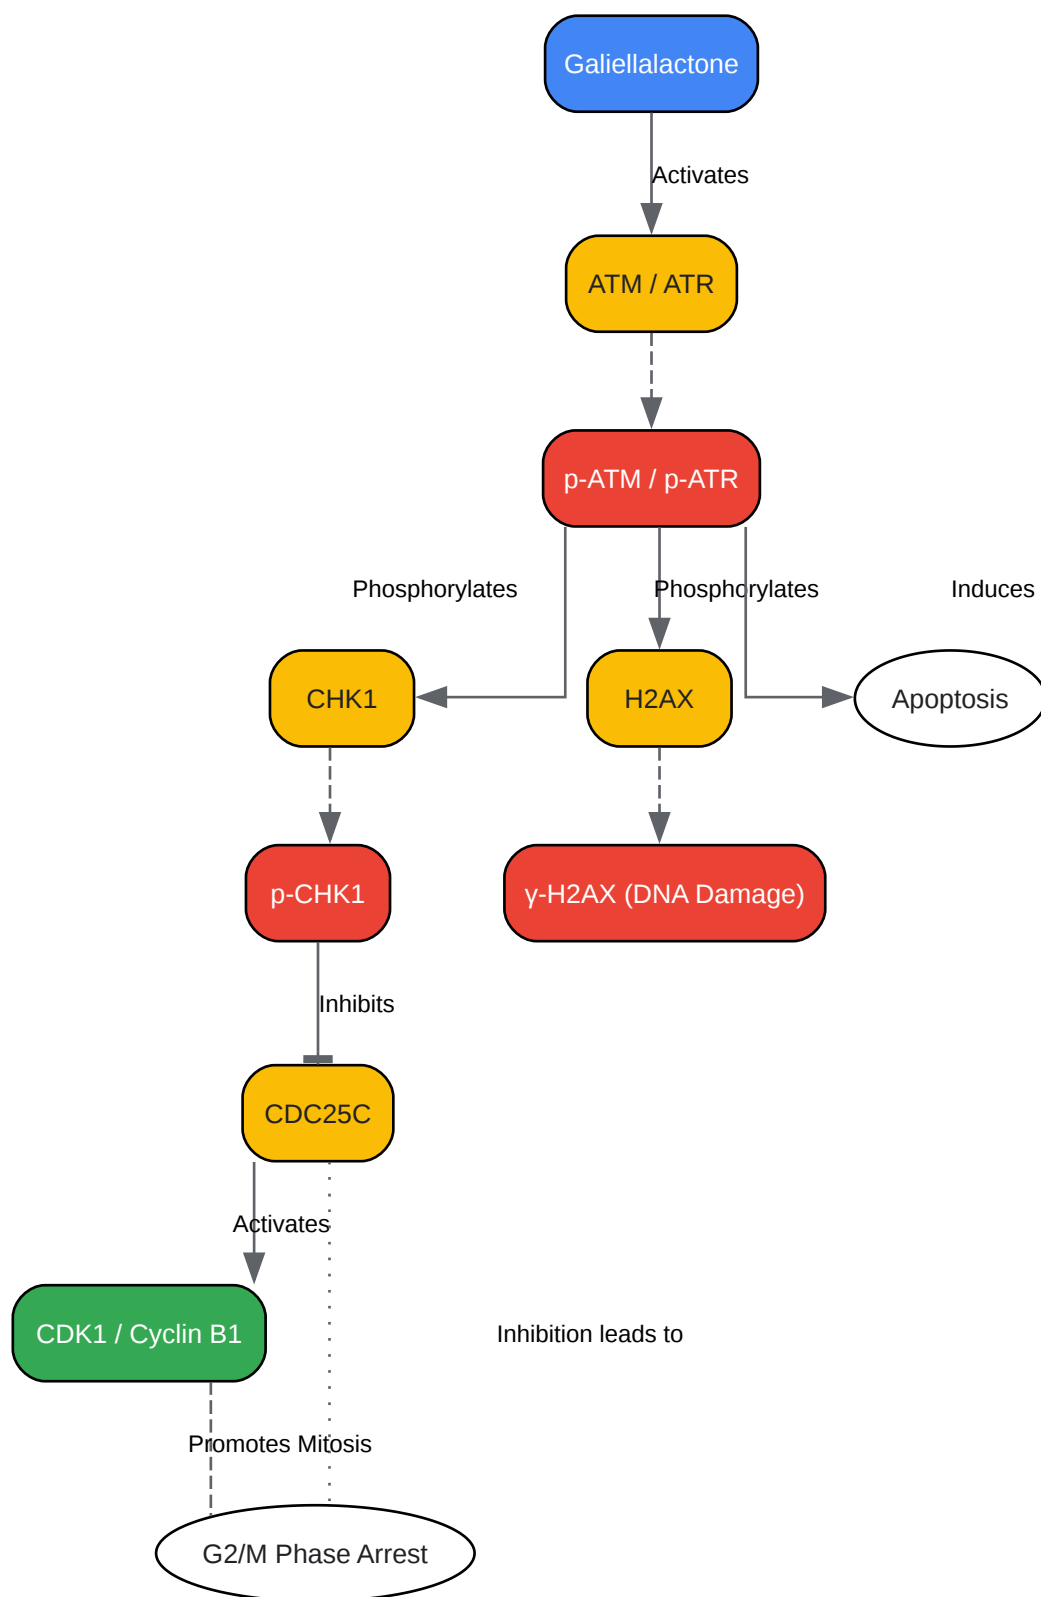 Galiellalactone
Activates
ATM / ATR
p-ATM / p-ATR
Phosphorylates
Phosphorylates
Induces
CHK1
H2AX
Apoptosis
p-CHK1
γ-H2AX (DNA Damage)
Inhibits
CDC25C
Activates
CDK1 / Cyclin B1
Inhibition leads to
Promotes Mitosis
G2/M Phase Arrest